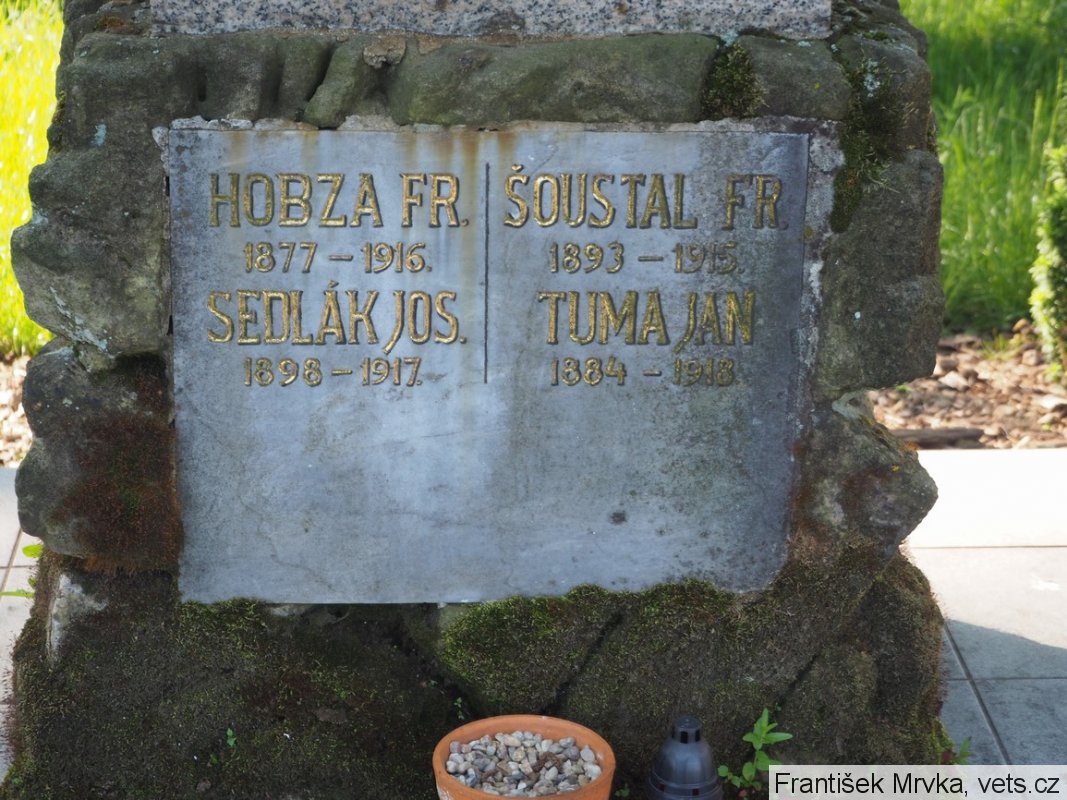 HOBZA FR.
1877 – 1916.
SEDLÁK JOS.
1898 – 1917.
ŠOUSTAL FR.
1893 – 1915.
TUMA JAN
1884 – 1918.
František Mrvka, vets.cz